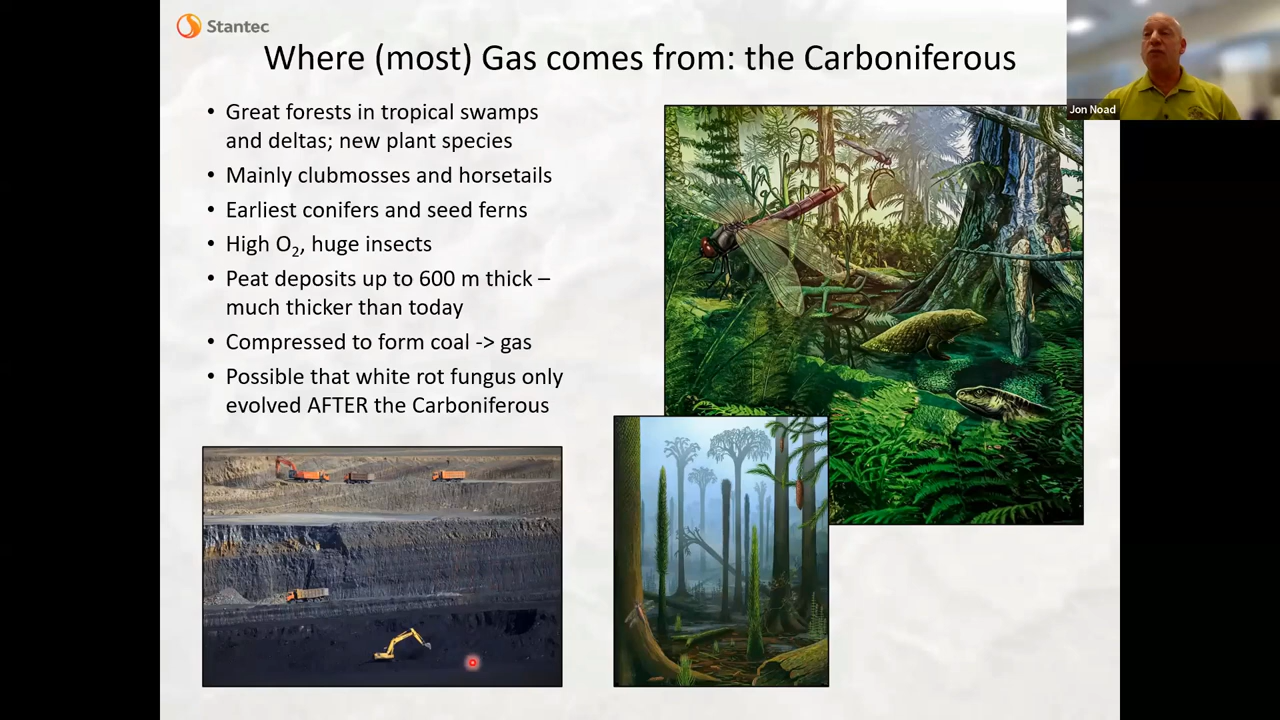 Stantec
Where (most) Gas comes from: the Carboniferous
Jon Noad
• Great forests in tropical swamps
and deltas; new plant species
• Mainly clubmosses and horsetails
• Earliest conifers and seed ferns
• High O₂, huge insects
• Peat deposits up to 600 m thick –
much thicker than today
• Compressed to form coal -> gas
• Possible that white rot fungus only
evolved AFTER the Carboniferous